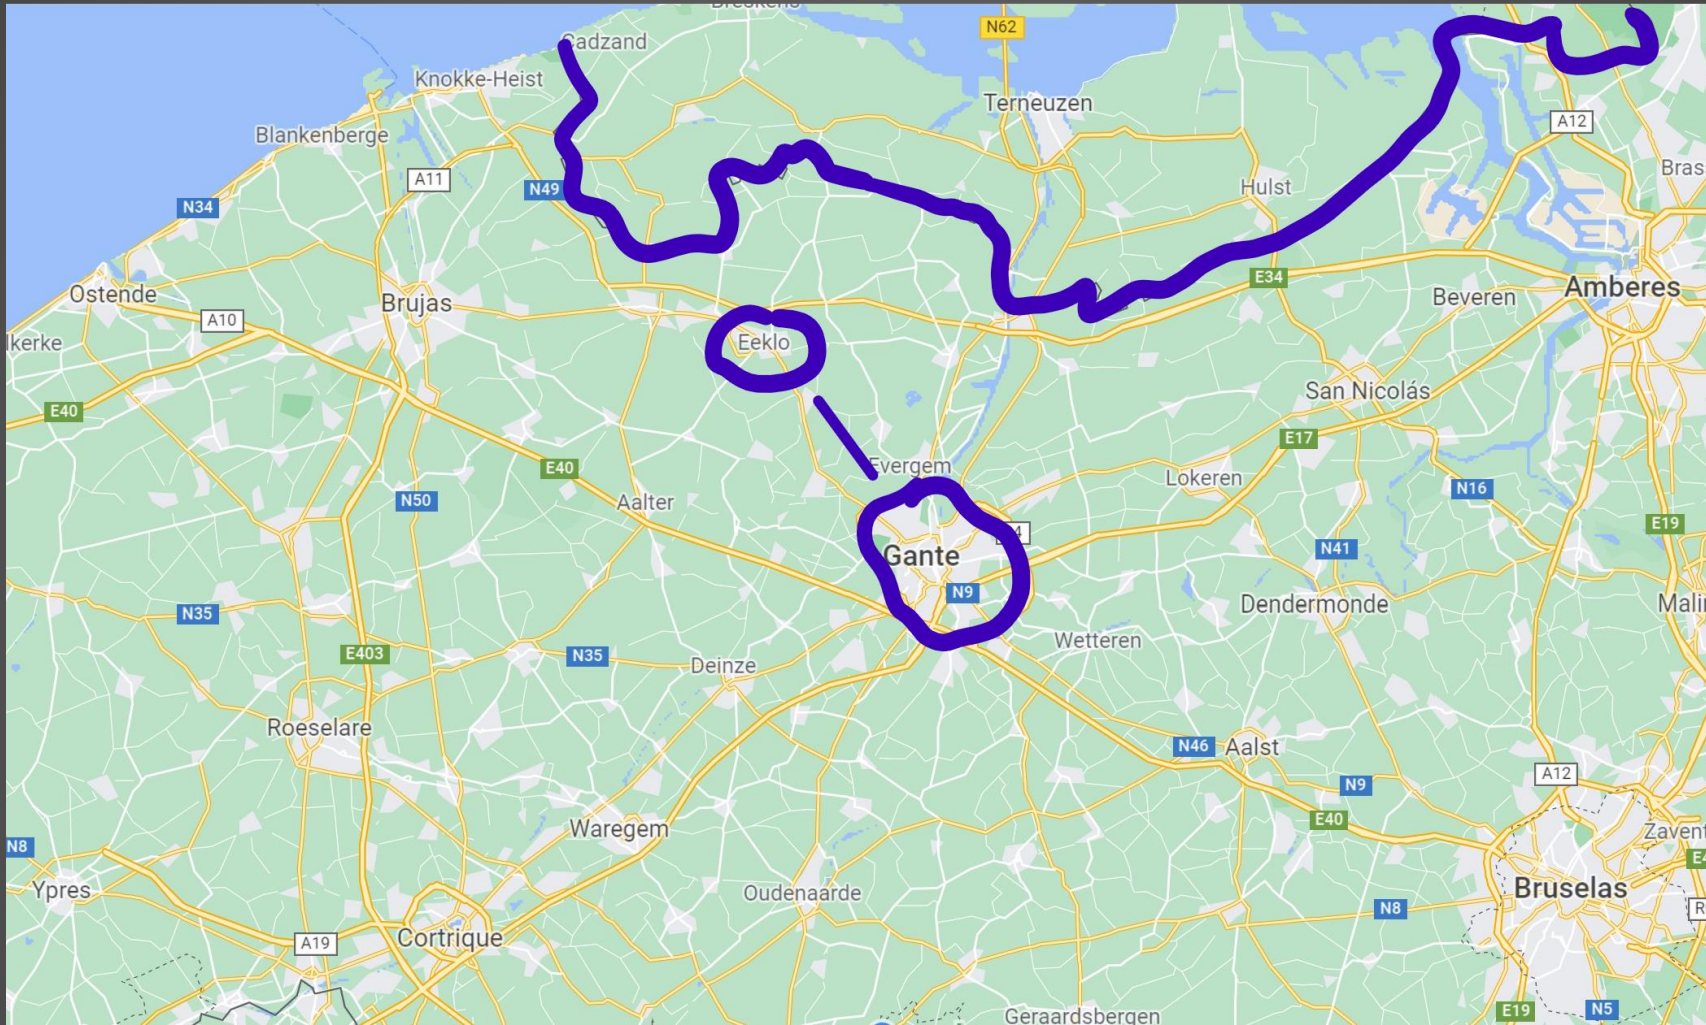 Breskens
N62
Cadzand
Knokke-Heist
Terneuzen
A12
Blankenberge
Bras
A11
N49
Hulst
N34
E34
Amberes
Ostende
Brujas
Beveren
A10
lkerke
Eeklo
San Nicolás
E40
E17
Evergem
E40
Lokeren
N16
N50
Aalter
E19
Gante
N41
N9
Dendermonde
Malin
N35
Wetteren
E403
N35
Deinze
Roeselare
N46
Aalst
A12
N9
E40
Waregem
Zavent
N8
E4
Ypres
Oudenaarde
Bruselas
N8
R
A19
Cortrique
E19
N5
Geraardsbergen